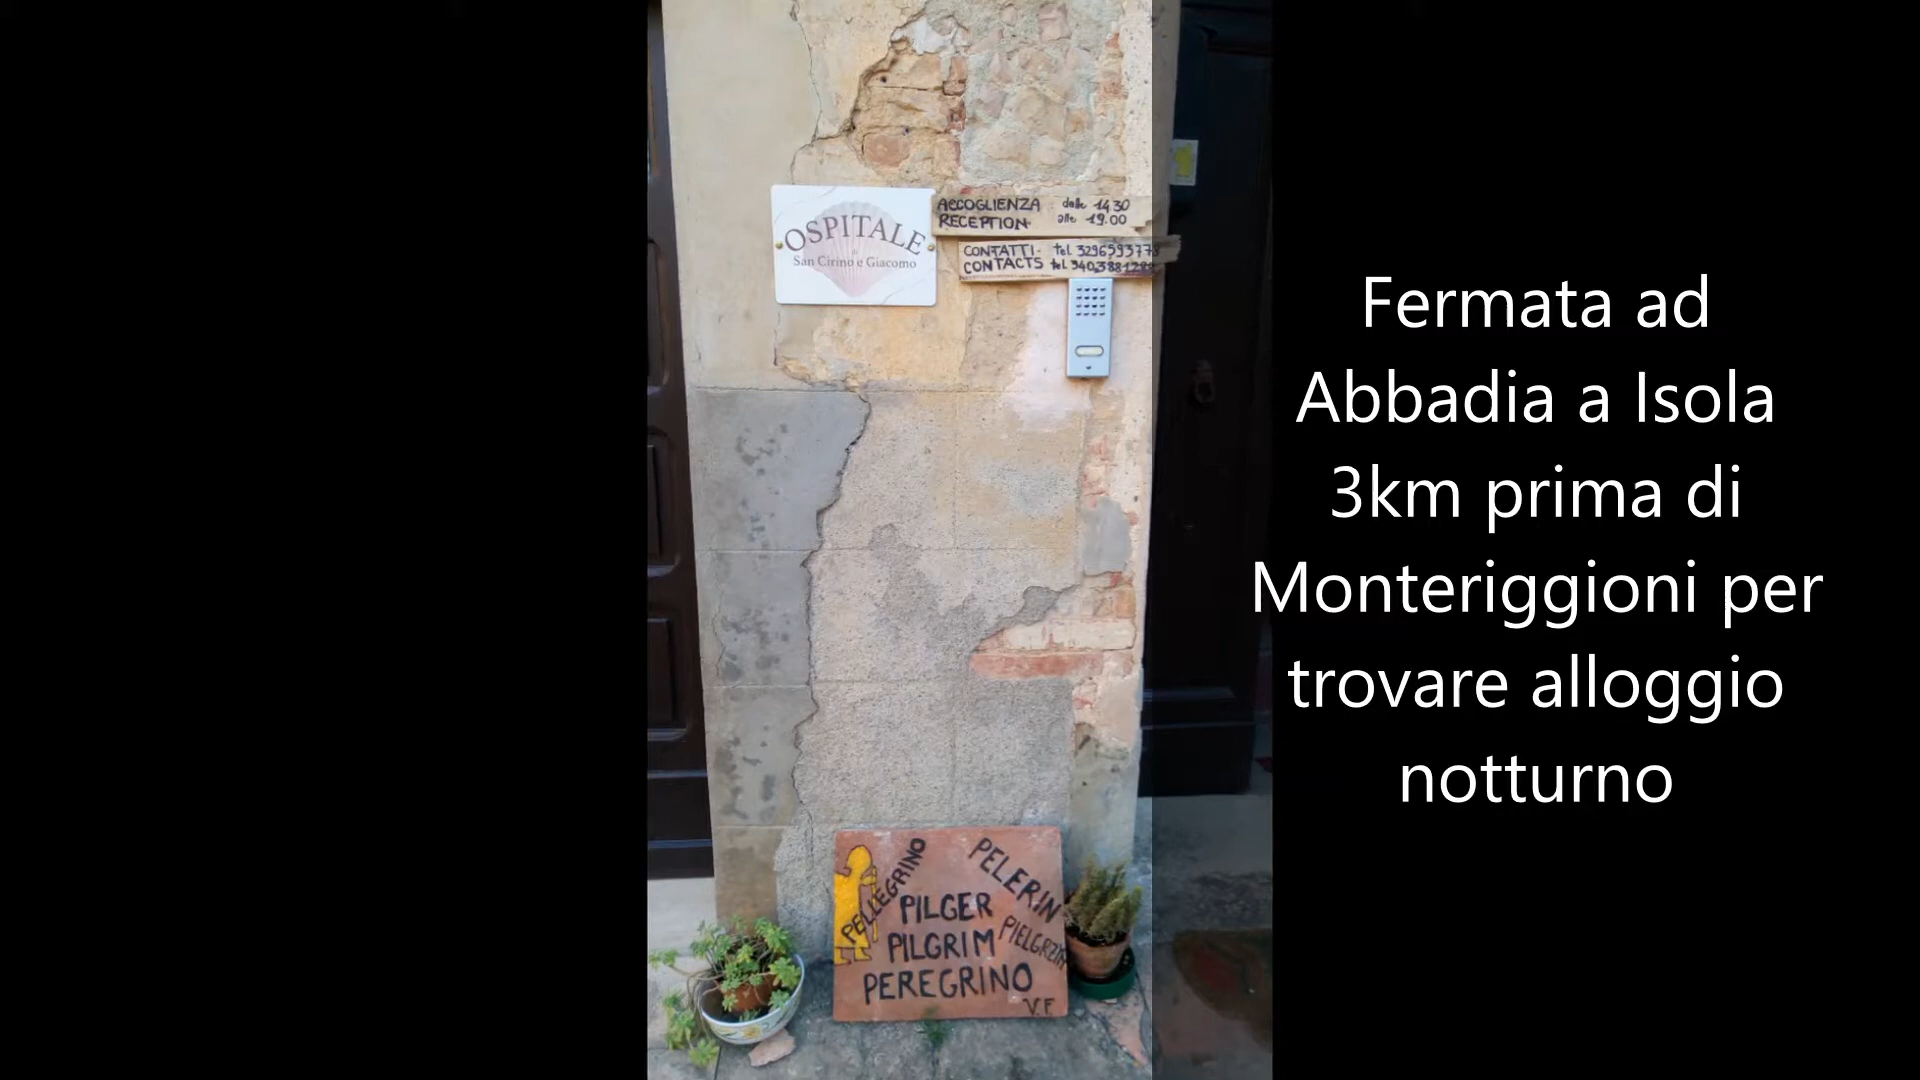 OSPITALE
San Cirino e Giacomo
ACCOGLIENZA dalle 14.30
RECEPTION alle 19.00
CONTATTI- tel 3296593778
CONTACTS tel
Fermata ad
Abbadia a Isola
3km prima di
Monteriggioni per
trovare alloggio
notturno
PELLEGRINO
PELERIN
PILGER
PILGRIM
PEREGRINO
V.F.